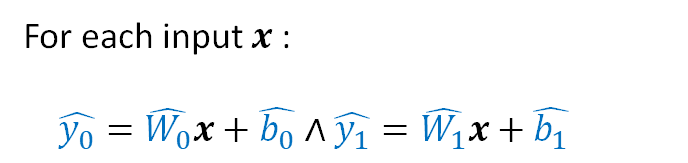 For each input x :
ŷ₀ = Ŵ₀x + b̂₀ ∧ ŷ₁ = Ŵ₁x + b̂₁